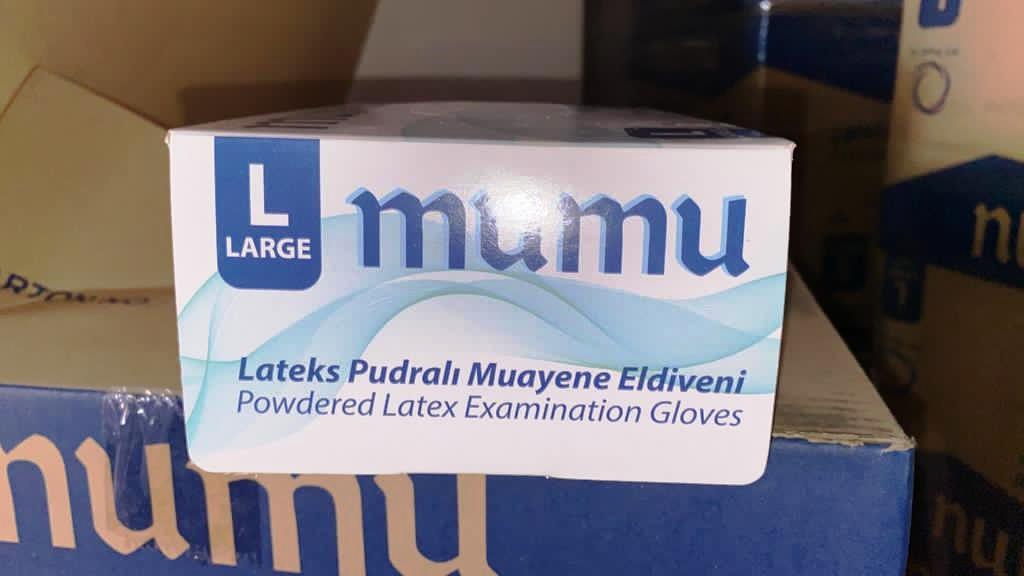 L
LARGE
mumu
Lateks Pudralı Muayene Eldiveni
Powdered Latex Examination Gloves
mumu